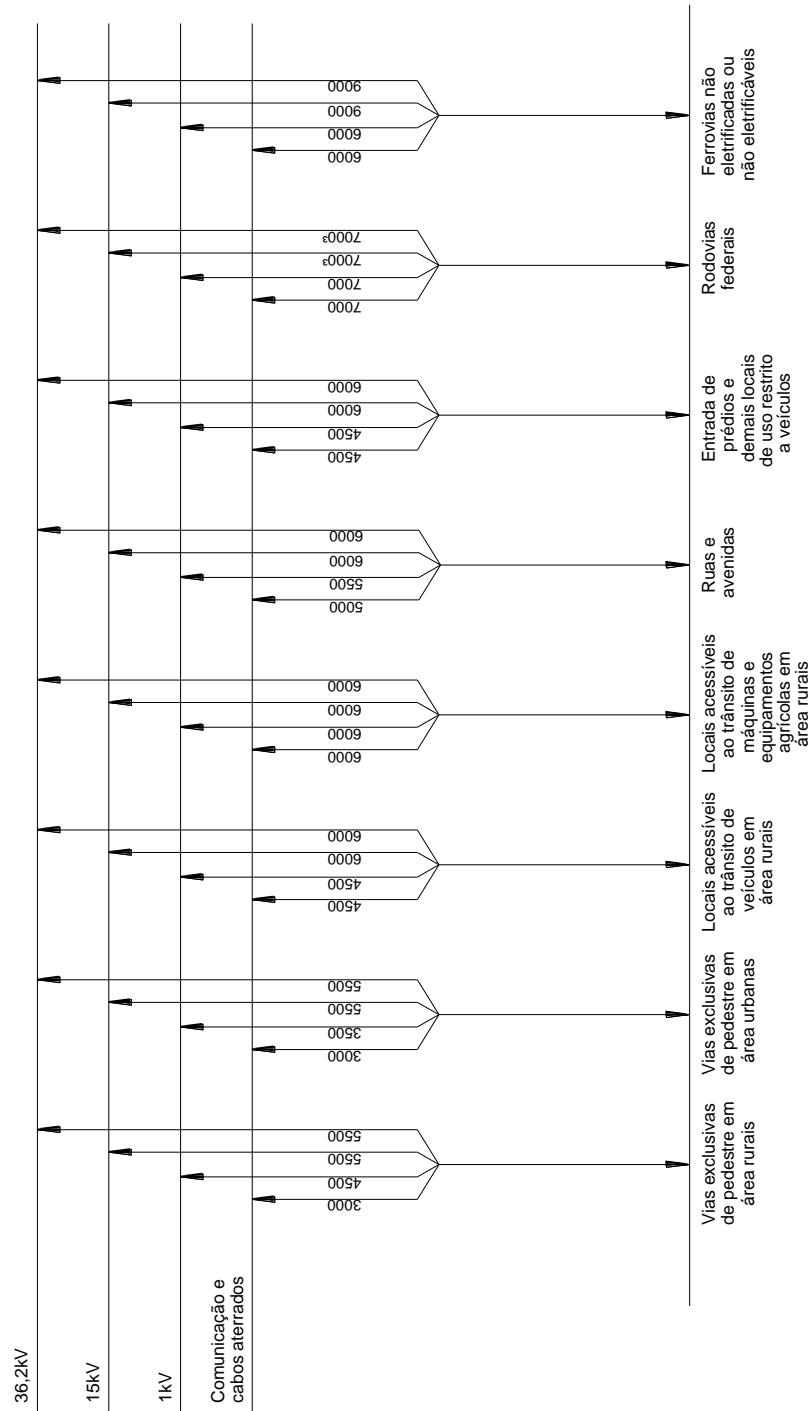 36,2kV
15kV
1kV
Comunicação e
cabos aterrados
3000
4500
5500
5500
3000
3500
5500
5500
4500
4500
6000
6000
6000
6000
6000
6000
5000
5500
6000
6000
4500
4500
6000
6000
7000
7000
7000³
7000³
6000
6000
9000
9000
Vias exclusivas
de pedestre em
área rurais
Vias exclusivas
de pedestre em
área urbanas
Locais acessíveis
ao trânsito de
veículos em
área rurais
Locais acessíveis
ao trânsito de
máquinas e
equipamentos
agrícolas em
área rurais
Ruas e
avenidas
Entrada de
prédios e
demais locais
de uso restrito
a veículos
Rodovias
federais
Ferrovias não
eletrificadas ou
não eletrificáveis